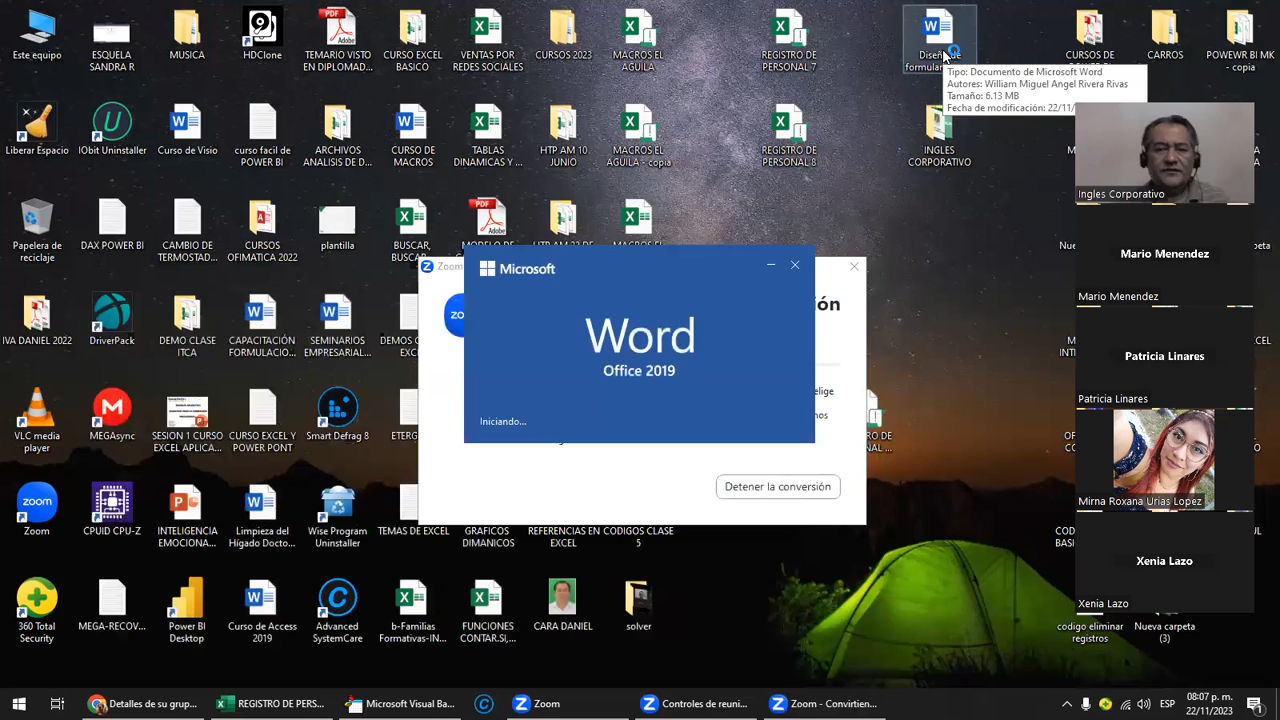 Este equipo
ESCUELA
SANDRA R
MUSICA
HDClone
TEMARIO VISTO
EN DIPLOMAD...
CURSO EXCEL
BASICO
VENTAS POR
REDES SOCIALES
CURSOS 2023
MACROS EL
AGUILA
REGISTRO DE
PERSONAL 7
Diseño de
CURSOS DE
CARROS
POWER BI MK
- copia
Tipo: Documento de Microsoft Word
Autores: William Miguel Angel Rivera Rivas
Tamaño: 6.13 MB
Fecha de modificación: 22/11/
Liberar Espacio
IObit Uninstaller
Curso de Visio
curso facil de
POWER BI
ARCHIVOS
ANALISIS DE D...
CURSO DE
MACROS
TABLAS
DINAMICAS Y ...
HTP AM 10
JUNIO
MACROS EL
AGUILA - copia
REGISTRO DE
PERSONAL 8
INGLES
CORPORATIVO
Ingles Corporativo
Papelera de
reciclaje
DAX POWER BI
CAMBIO DE
TERMOSTAD...
CURSOS
OFIMATICA 2022
plantilla
BUSCAR,
MACROS EL
Mario Menendez
Mario Menendez
Zoom
Microsoft
ión
Word
Office 2019
Iniciando...
elige
nos
Detener la conversión
IVA DANIEL 2022
DriverPack
DEMO CLASE
ITCA
CAPACITACIÓN
FORMULACIO...
SEMINARIOS
EMPRESARIAL...
Patricia Linares
Patricia Linares
VLC media
player
MEGAsync
SESION 1 CURSO
EXCEL APLICA...
CURSO EXCEL Y
POWER PONT
Smart Defrag 8
Mirna Roxana Urias Lopez
Zoom
CPUID CPU-Z
INTELIGENCIA
EMOCIONA...
Limpieza del
Hígado Docto...
Wise Program
Uninstaller
TEMAS DE EXCEL
GRAFICOS
DIMANICOS
REFERENCIAS EN
EXCEL
CODIGOS CLASE
5
Xenia Lazo
Xenia Lazo
360 Total
Security
MEGA-RECOV...
Power BI
Desktop
Curso de Access
2019
Advanced
SystemCare
b-Familias
Formativas-IN...
FUNCIONES
CONTAR.SI,...
CARA DANIEL
solver
codigo eliminar
registros
Nueva carpeta
(3)
Detalles de su grup...
REGISTRO DE PERS...
Microsoft Visual Ba...
Zoom
Controles de reuni...
Zoom - Convirtien...
ESP
08:07 p. m.
22/11/2023